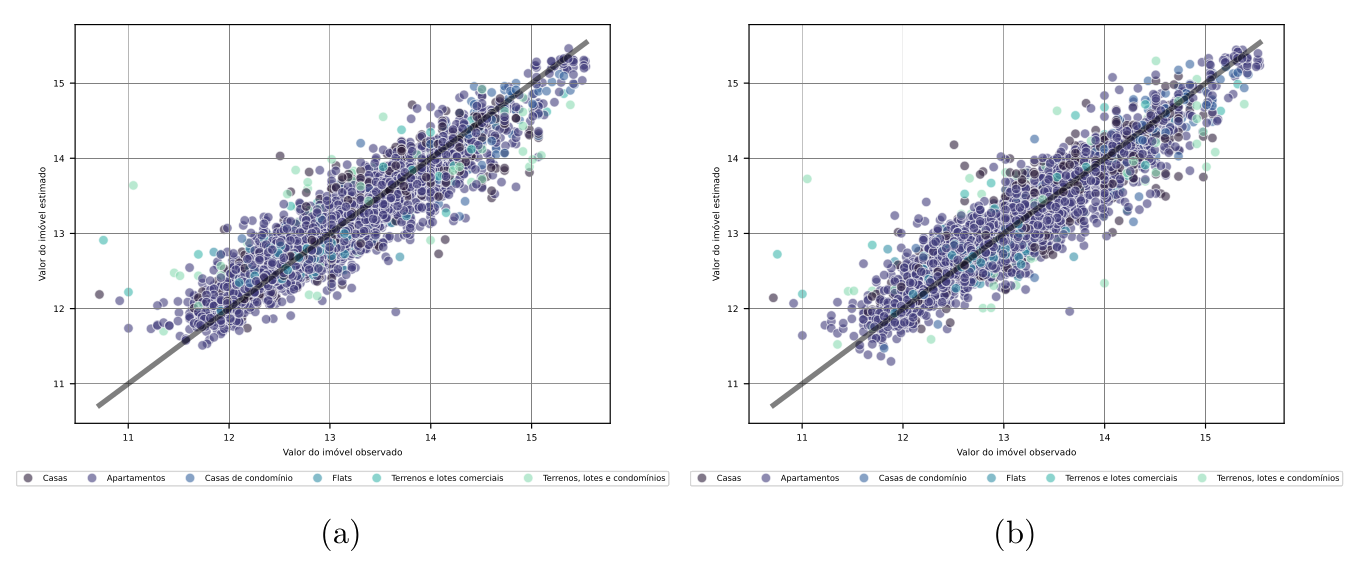 Valor do imóvel estimado
15
14
13
12
11
11 12 13 14 15
Valor do imóvel observado
Casas Apartamentos Casas de condomínio Flats Terrenos e lotes comerciais Terrenos, lotes e condomínios
(a)
Valor do imóvel estimado
15
14
13
12
11
11 12 13 14 15
Valor do imóvel observado
Casas Apartamentos Casas de condomínio Flats Terrenos e lotes comerciais Terrenos, lotes e condomínios
(b)